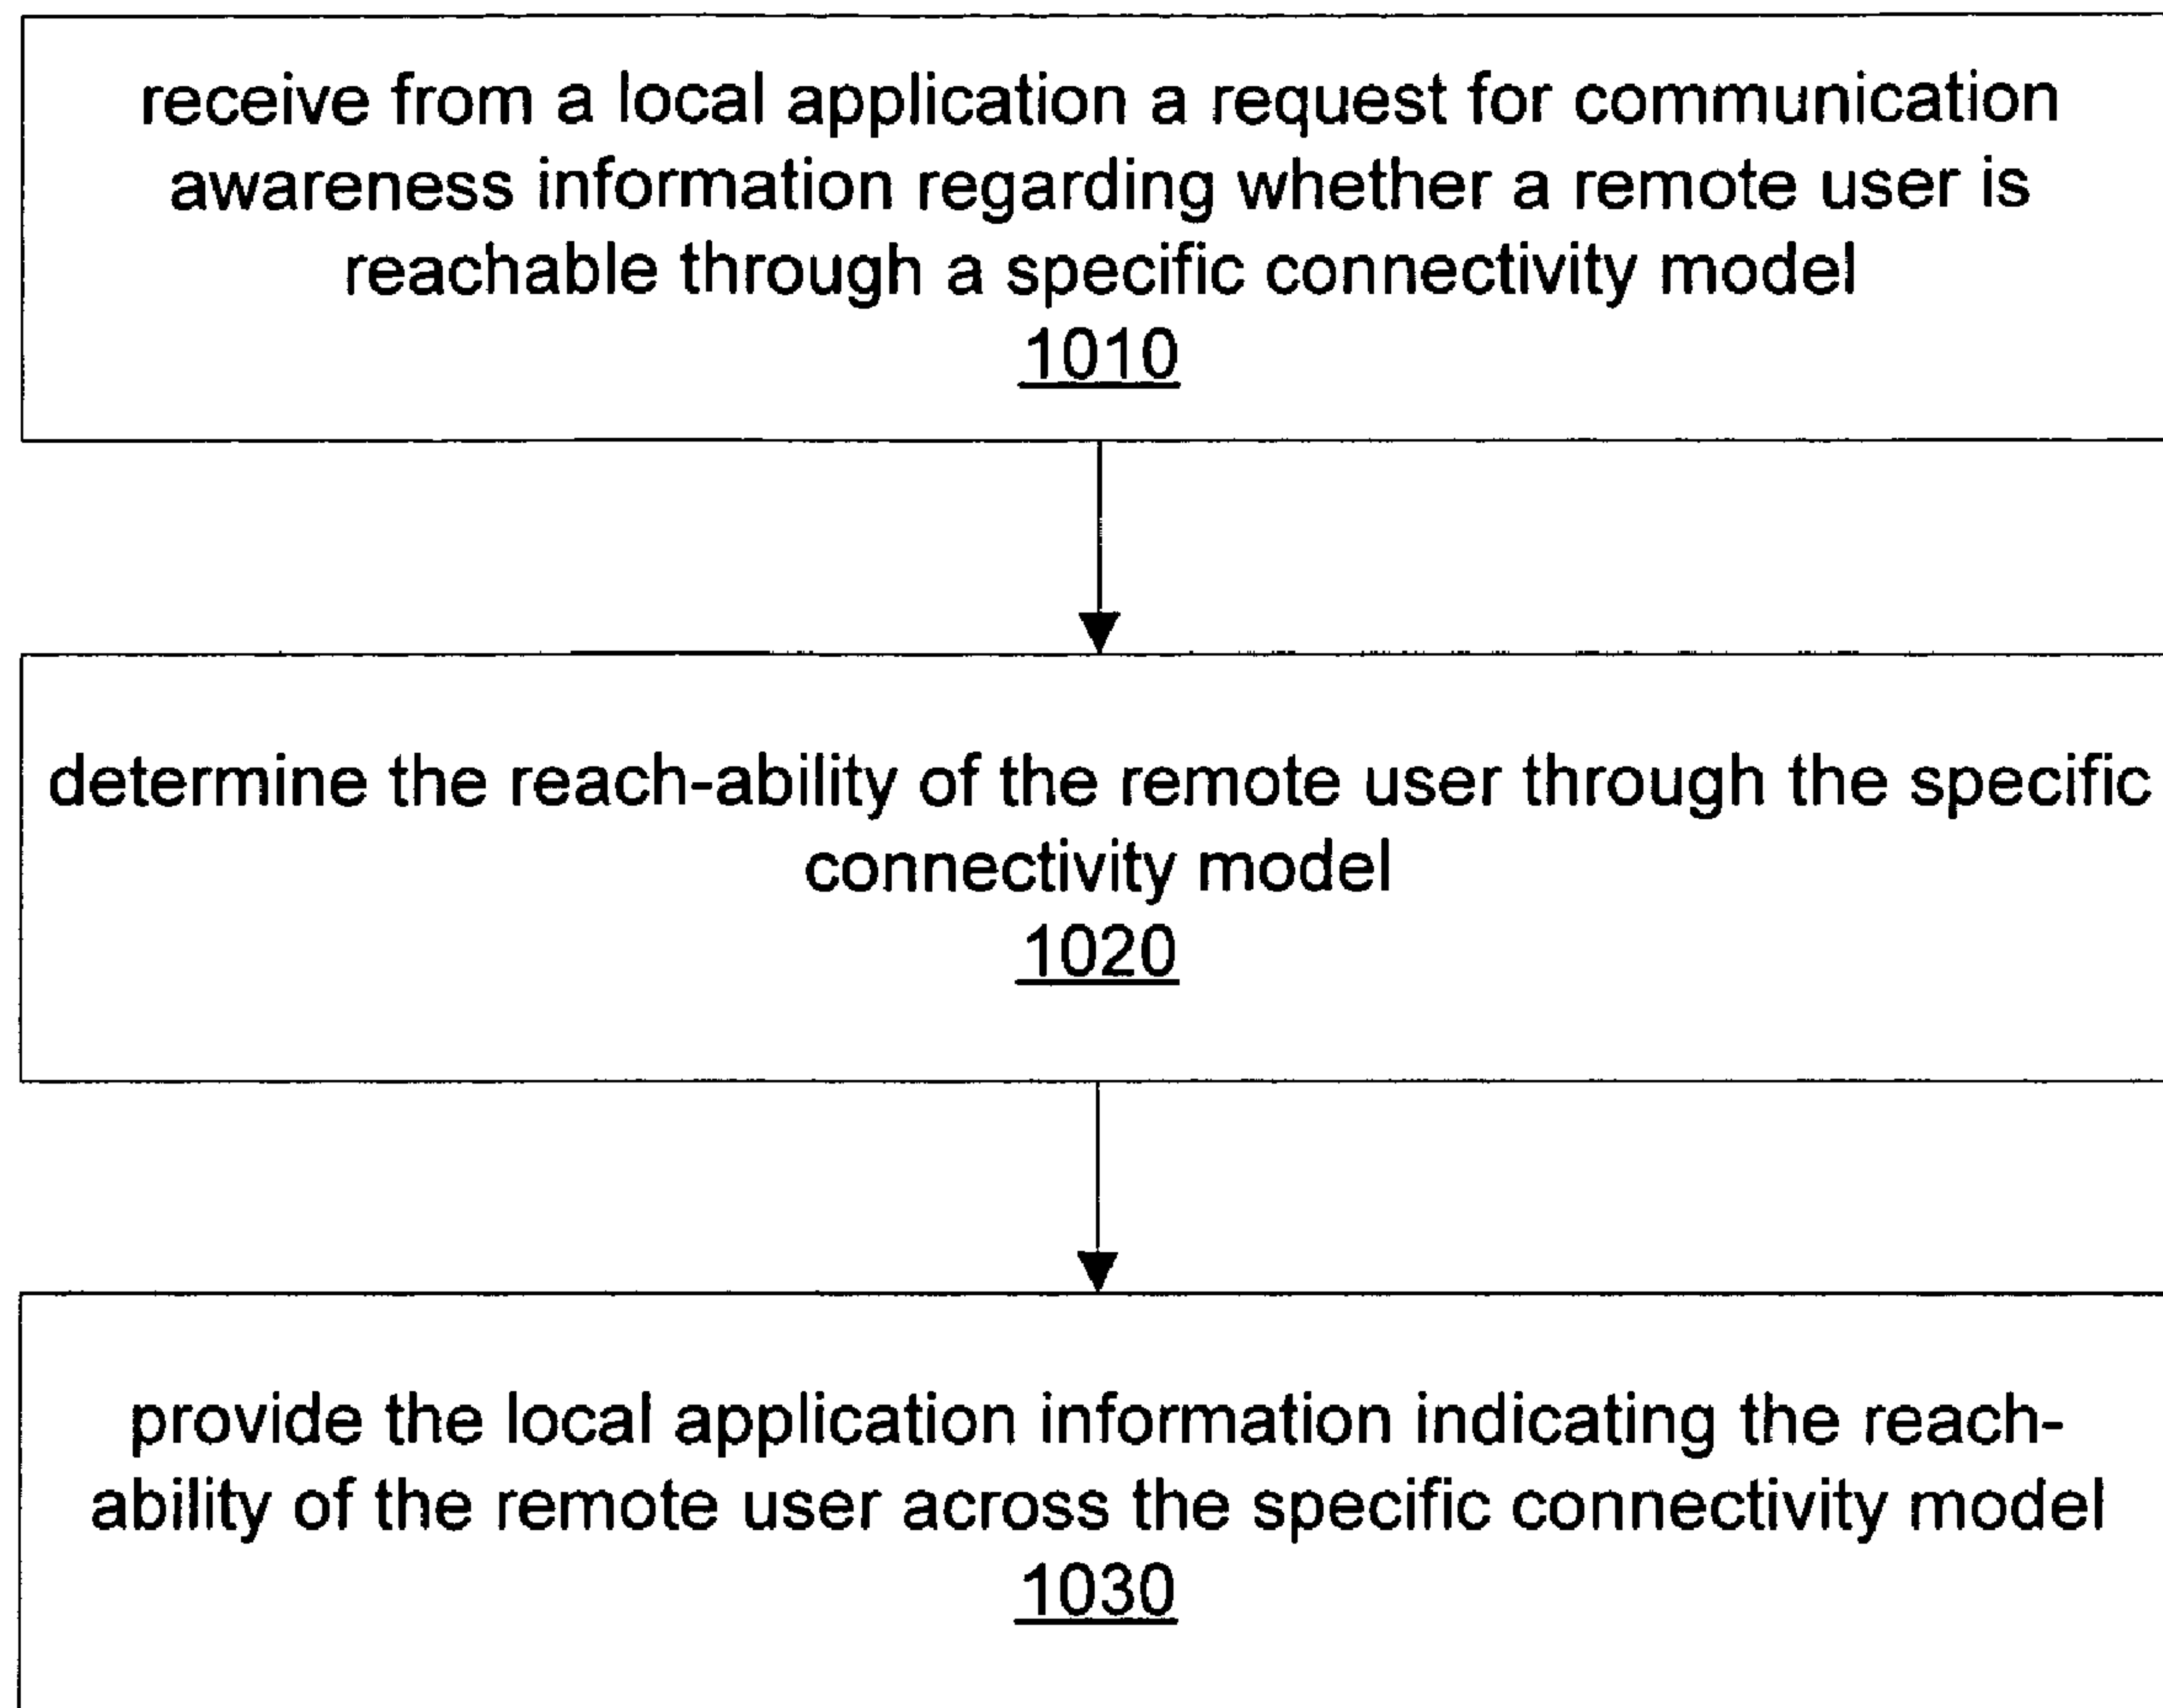 receive from a local application a request for communication
awareness information regarding whether a remote user is
reachable through a specific connectivity model
1010
determine the reach-ability of the remote user through the specific
connectivity model
1020
provide the local application information indicating the reach-
ability of the remote user across the specific connectivity model
1030